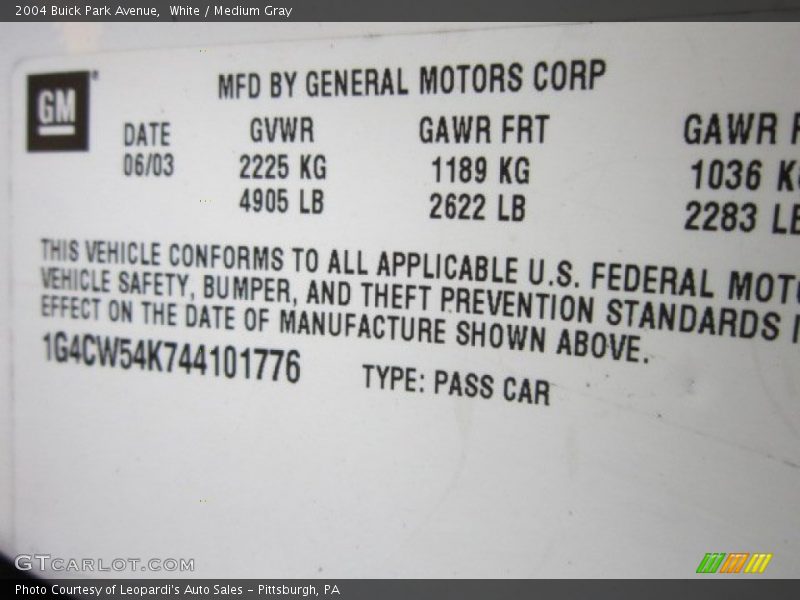 2004 Buick Park Avenue, White / Medium Gray
GM
MFD BY GENERAL MOTORS CORP
DATE GVWR GAWR FRT GAWR
06/03 2225 KG 1189 KG 1036
4905 LB 2622 LB 2283
THIS VEHICLE CONFORMS TO ALL APPLICABLE U.S. FEDERAL
VEHICLE SAFETY, BUMPER, AND THEFT PREVENTION STANDARDS
EFFECT ON THE DATE OF MANUFACTURE SHOWN ABOVE.
1G4CW54K744101776 TYPE: PASS CAR
GTCARLOT.COM
Photo Courtesy of Leopardi's Auto Sales - Pittsburgh, PA